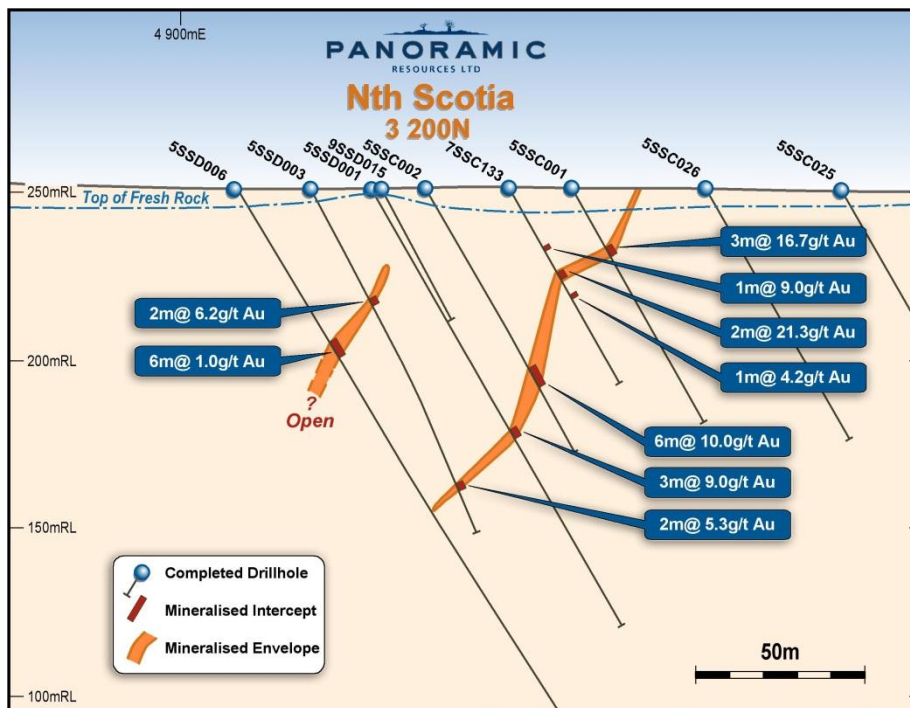 4 900mE
PANORAMIC
RESOURCES LTD
Nth Scotia
3 200N
5SSD006
5SSD003
5SSD001
9SSD015
5SSC002
7SSC133
5SSC001
5SSC026
5SSC025
250mRL
Top of Fresh Rock
3m@ 16.7g/t Au
1m@ 9.0g/t Au
2m@ 6.2g/t Au
2m@ 21.3g/t Au
6m@ 1.0g/t Au
200mRL
1m@ 4.2g/t Au
?
Open
6m@ 10.0g/t Au
3m@ 9.0g/t Au
2m@ 5.3g/t Au
150mRL
Completed Drillhole
Mineralised Intercept
Mineralised Envelope
50m
100mRL